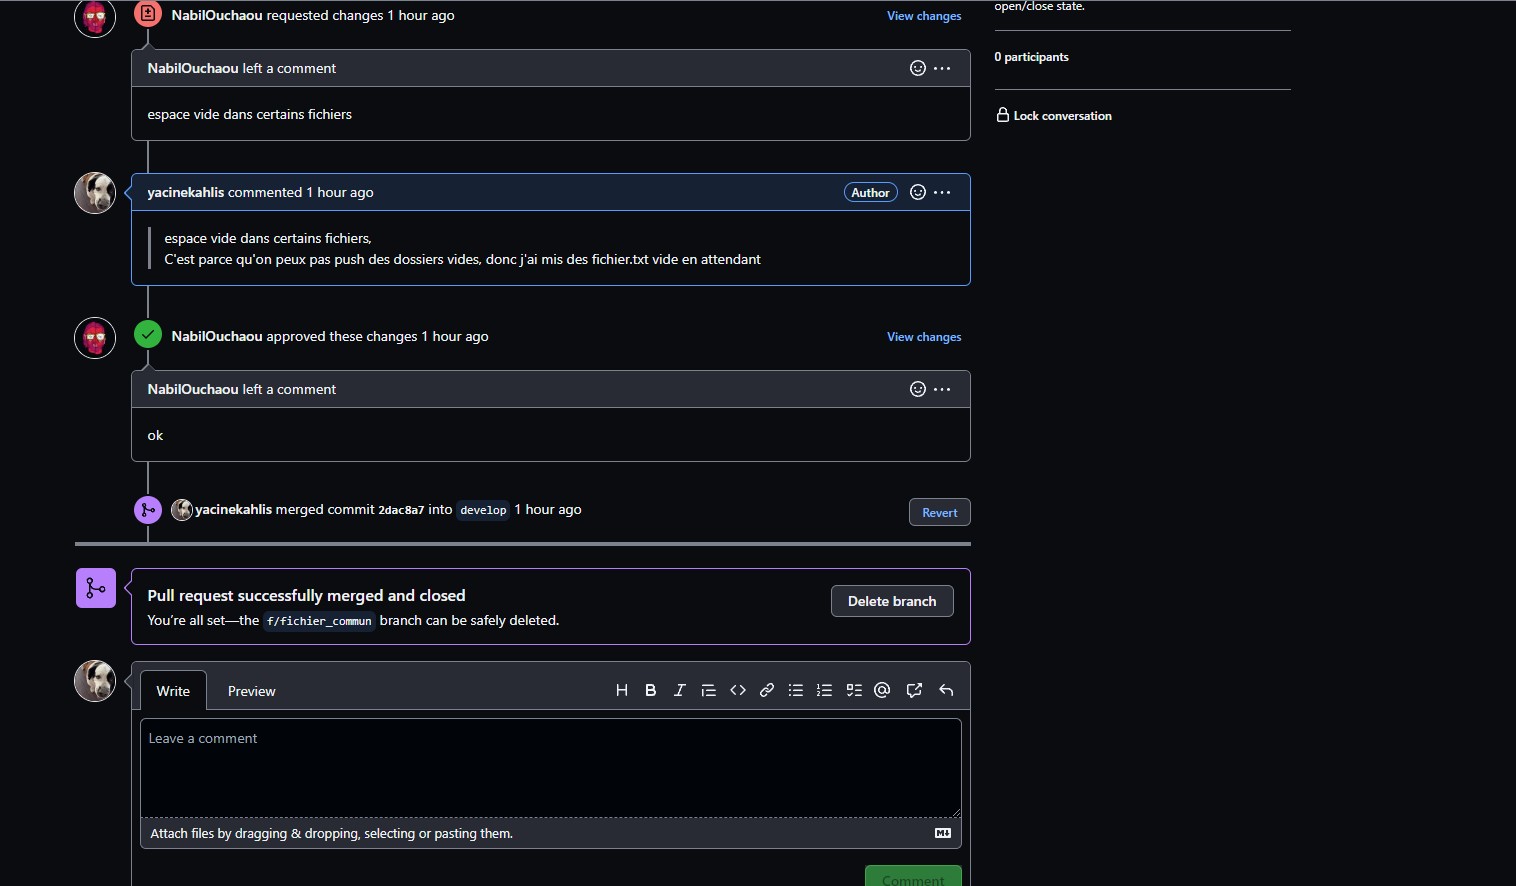 NabilOuchaou requested changes 1 hour ago
View changes
NabilOuchaou left a comment
espace vide dans certains fichiers
yacinekahlis commented 1 hour ago
Author
espace vide dans certains fichiers,
C'est parce qu'on peux pas push des dossiers vides, donc j'ai mis des fichier.txt vide en attendant
NabilOuchaou approved these changes 1 hour ago
View changes
NabilOuchaou left a comment
ok
yacinekahlis merged commit 2dac8a7 into develop 1 hour ago
Revert
Pull request successfully merged and closed
You're all set—the f/fichier_commun branch can be safely deleted.
Delete branch
Write
Preview
Leave a comment
Attach files by dragging & dropping, selecting or pasting them.
Comment
open/close state.
0 participants
Lock conversation